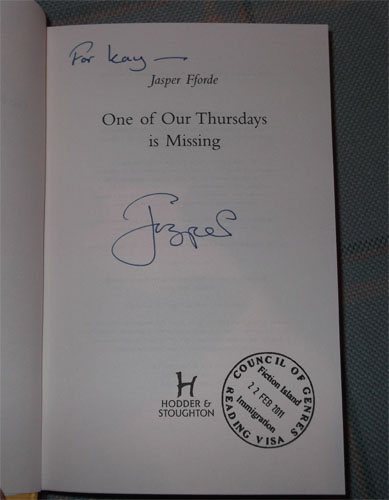 For Kay —
Jasper Fforde
One of Our Thursdays
is Missing
Jasper
HODDER &
STOUGHTON
COUNCIL OF GENRES
Fiction Island
22 FEB 2011
Immigration
READING VISA